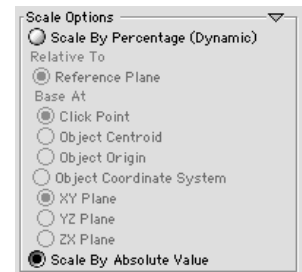 Scale Options
Scale By Percentage (Dynamic)
Relative To
Reference Plane
Base At
Click Point
Object Centroid
Object Origin
Object Coordinate System
XY Plane
YZ Plane
ZX Plane
Scale By Absolute Value